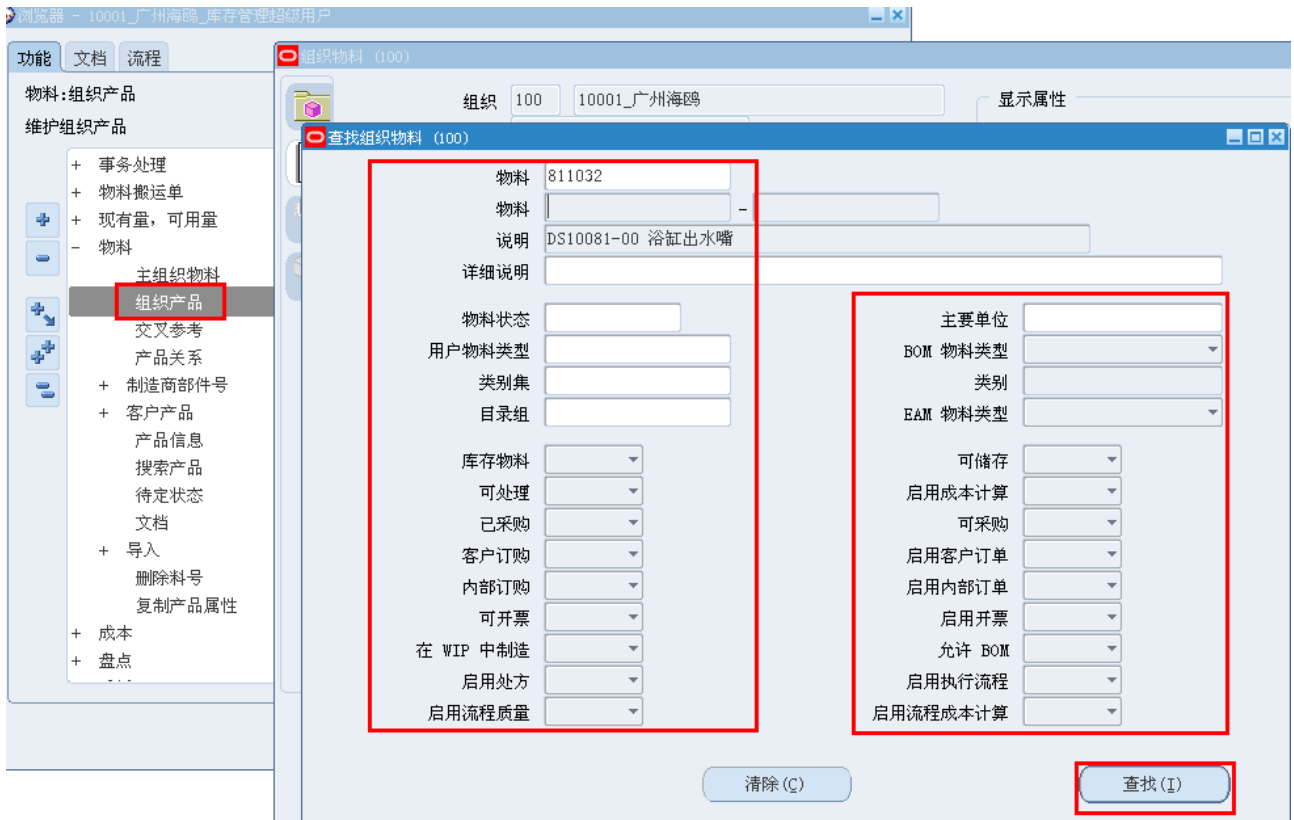 浏览器 - 10001_广州海鸥_库存管理超级用户
功能 文档 流程
物料:组织产品
维护组织产品
+ 事务处理
+ 物料搬运单
+ 现有量，可用量
- 物料
主组织物料
组织产品
交叉参考
产品关系
+ 制造商部件号
+ 客户产品
产品信息
搜索产品
待定状态
文档
+ 导入
删除料号
复制产品属性
+ 成本
+ 盘点
组织物料 (100)
组织 100 10001_广州海鸥 显示属性
查找组织物料 (100)
物料 811032
物料 -
说明 DS10081-00 浴缸出水嘴
详细说明
物料状态 主要单位
用户物料类型 BOM 物料类型
类别集 类别
目录组 EAM 物料类型
库存物料 可储存
可处理 启用成本计算
已采购 可采购
客户订购 启用客户订单
内部订购 启用内部订单
可开票 启用开票
在 WIP 中制造 允许 BOM
启用处方 启用执行流程
启用流程质量 启用流程成本计算
清除(C) 查找(I)